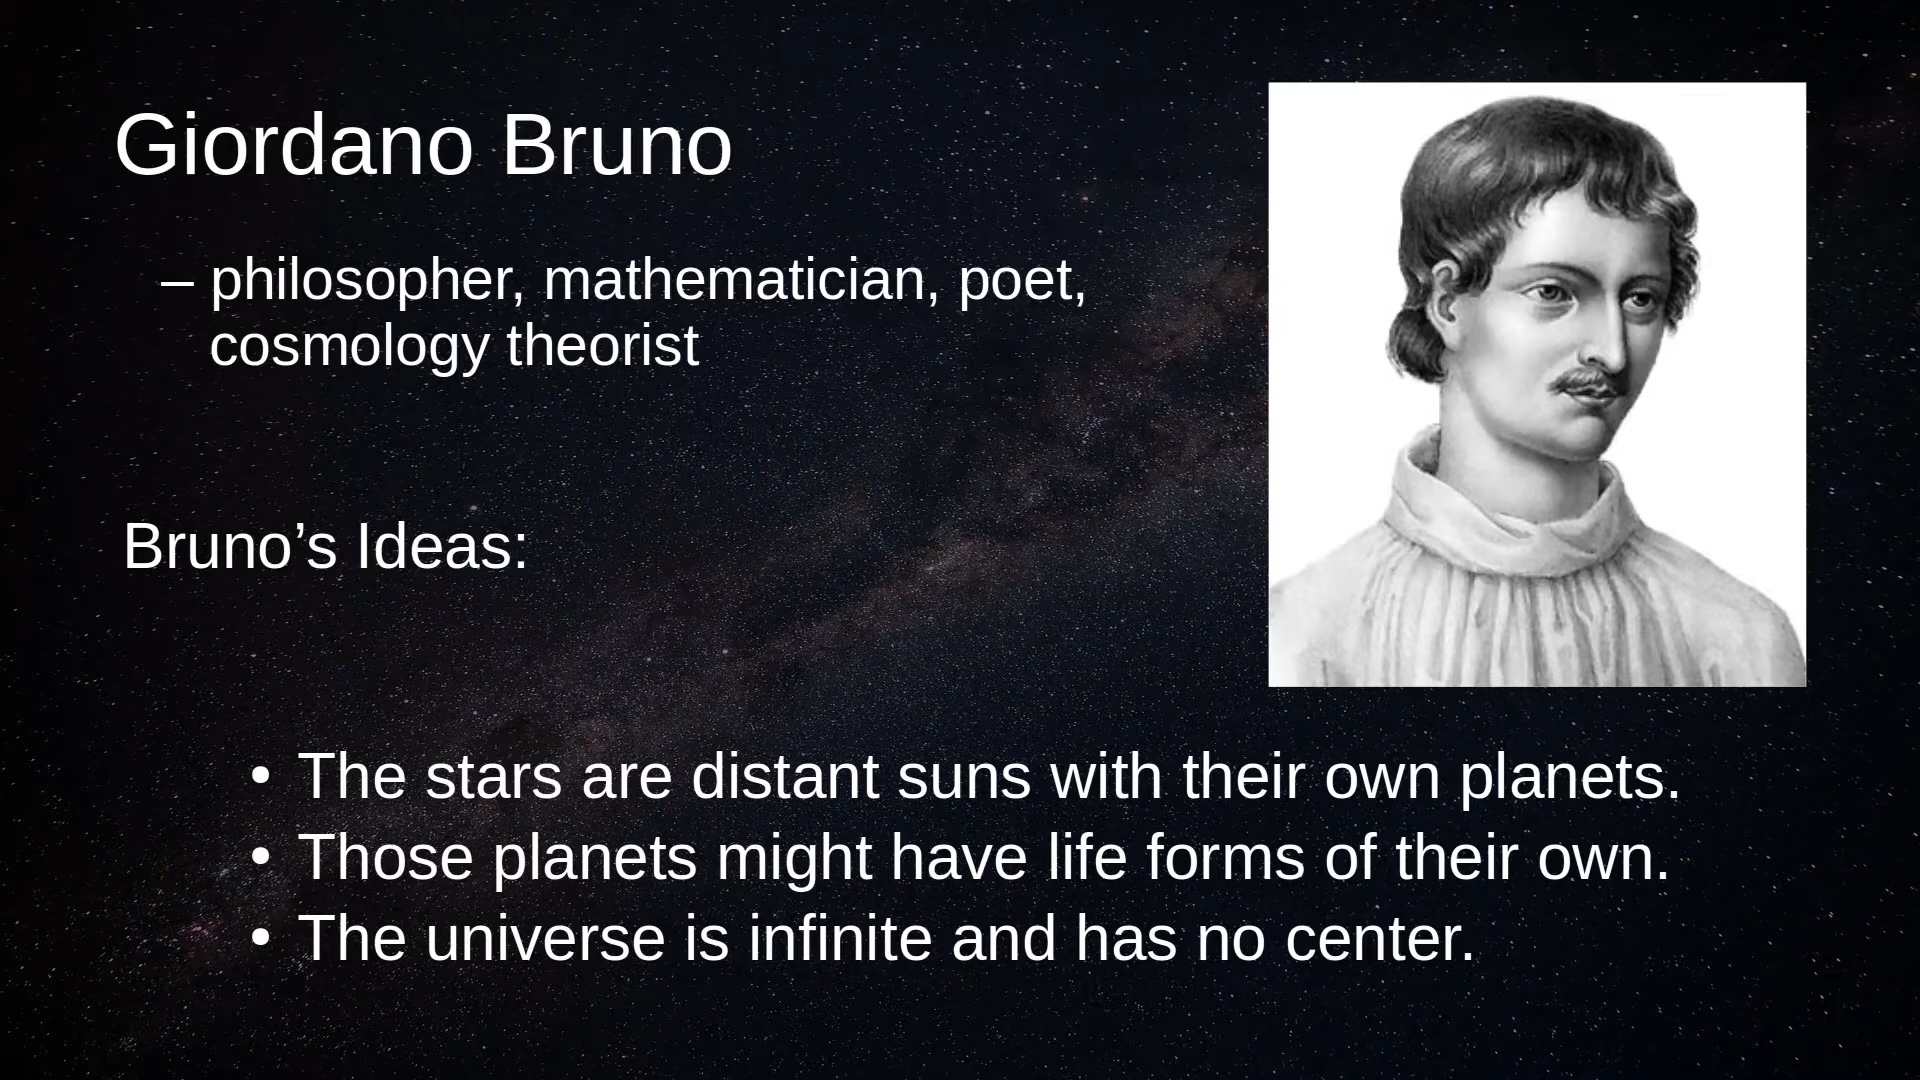 Giordano Bruno
– philosopher, mathematician, poet,
cosmology theorist
Bruno’s Ideas:
• The stars are distant suns with their own planets.
• Those planets might have life forms of their own.
• The universe is infinite and has no center.